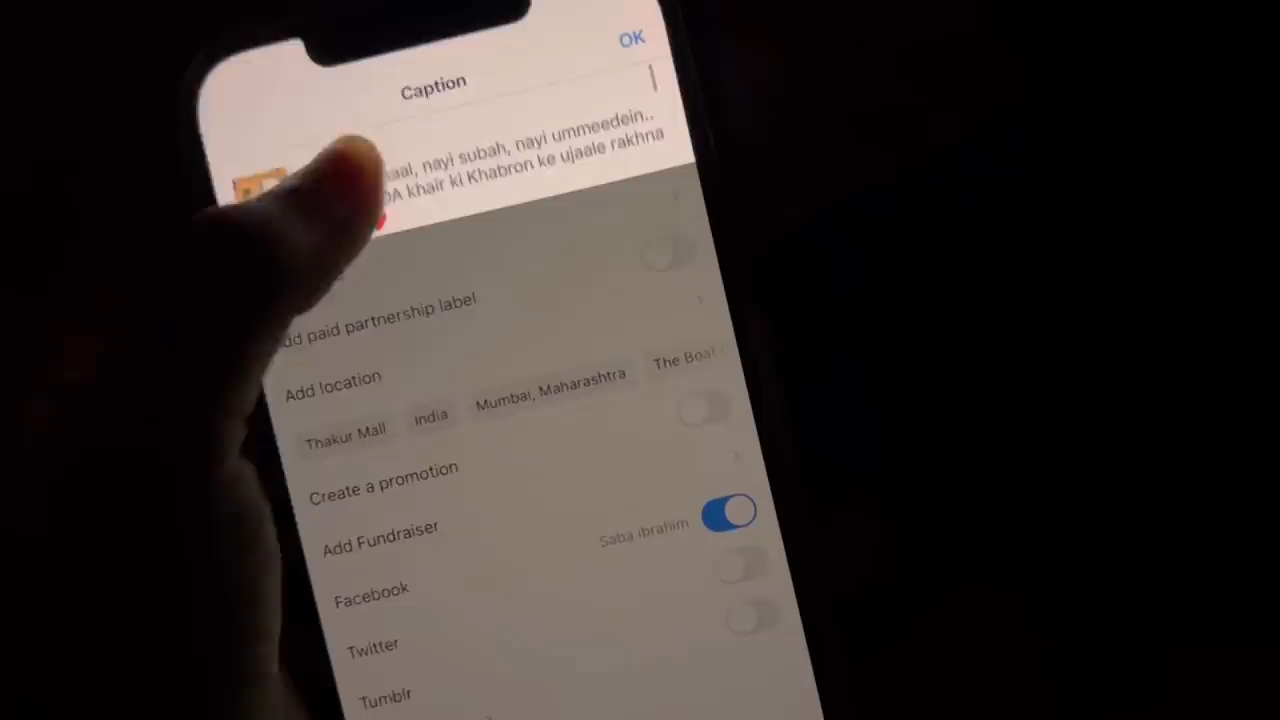 OK
Caption
aal, nayi subah, nayi ummeedein..
DA khair ki Khabron ke ujaale rakhna
dd paid partnership label
Add location
Thakur Mall India Mumbai, Maharashtra The Boat
Create a promotion
Add Fundraiser
Facebook Saba ibrahim
Twitter
Tumblr